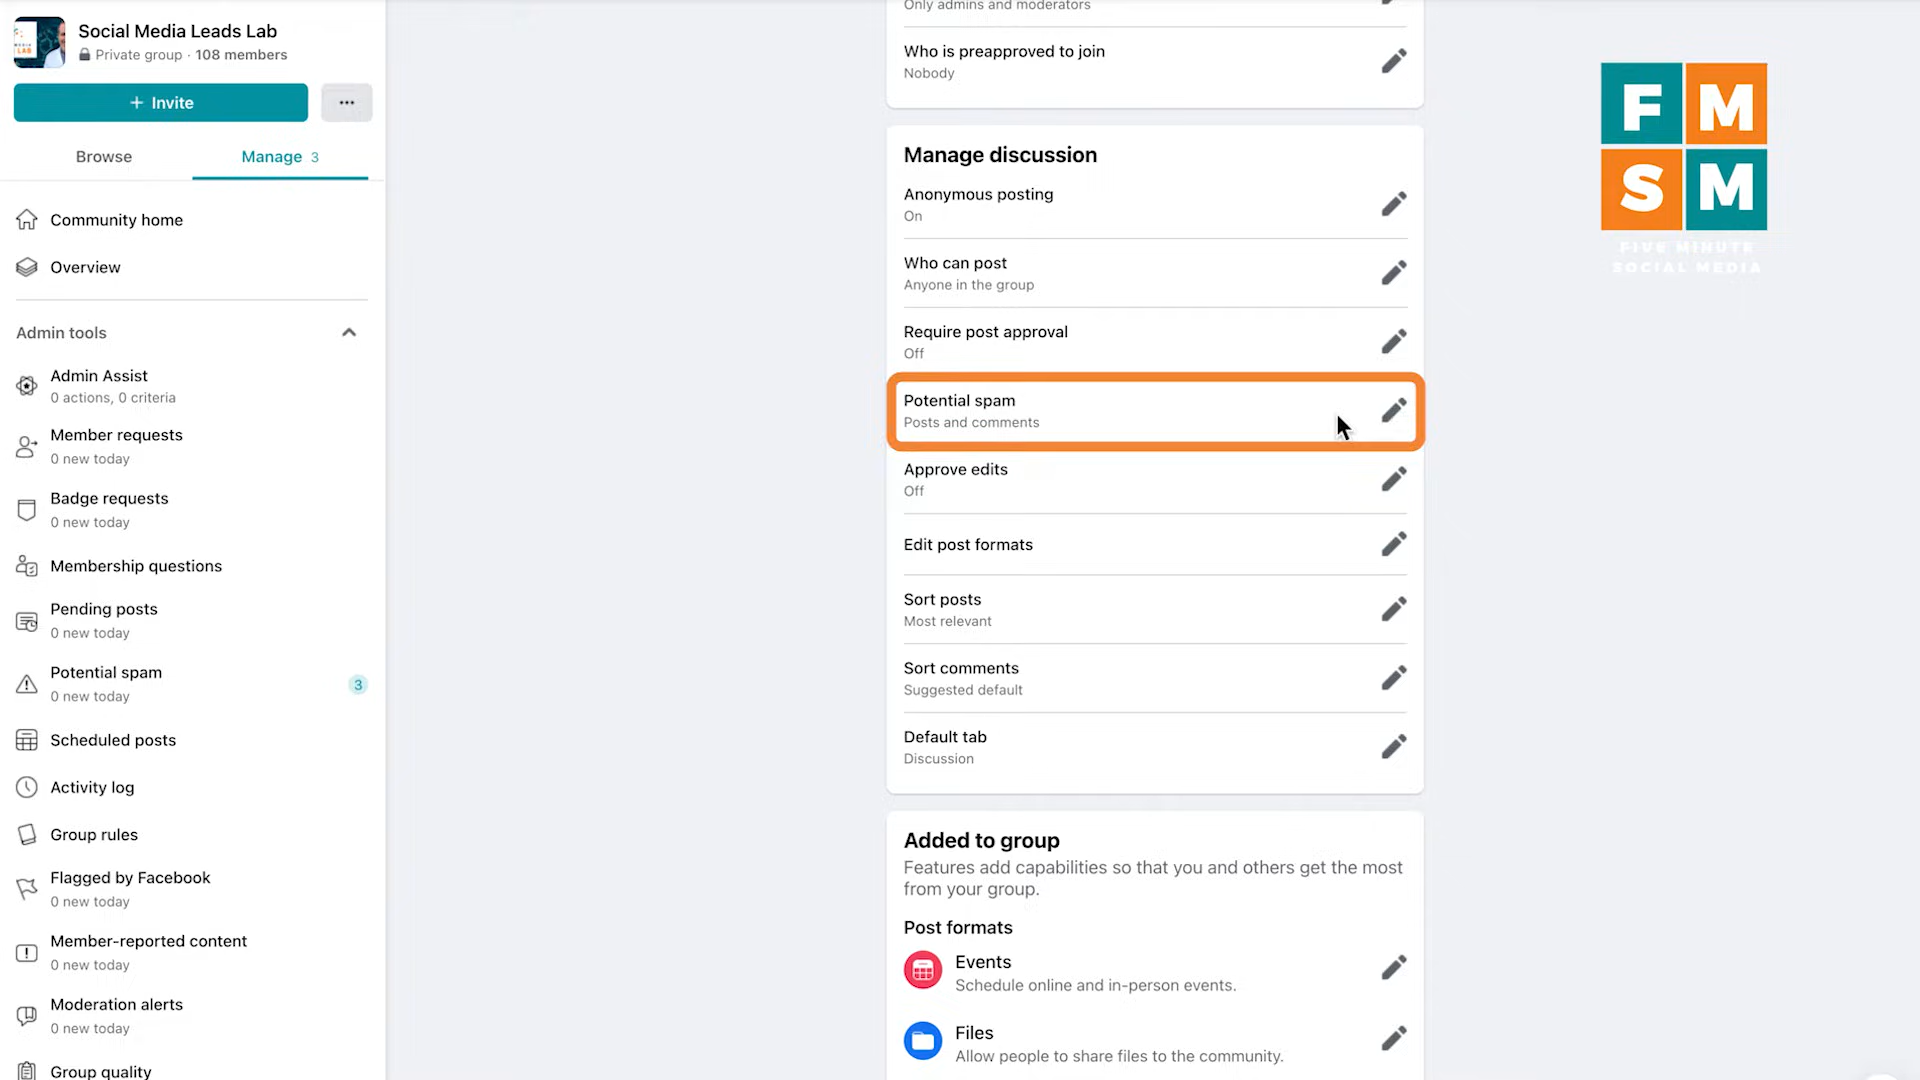 Social Media Leads Lab
Private group · 108 members
+ Invite
Browse
Manage 3
Community home
Overview
Admin tools
Admin Assist
0 actions, 0 criteria
Member requests
0 new today
Badge requests
0 new today
Membership questions
Pending posts
0 new today
Potential spam
0 new today
3
Scheduled posts
Activity log
Group rules
Flagged by Facebook
0 new today
Member-reported content
0 new today
Moderation alerts
0 new today
Group quality
Only admins and moderators
Who is preapproved to join
Nobody
Manage discussion
Anonymous posting
On
Who can post
Anyone in the group
Require post approval
Off
Potential spam
Posts and comments
Approve edits
Off
Edit post formats
Sort posts
Most relevant
Sort comments
Suggested default
Default tab
Discussion
Added to group
Features add capabilities so that you and others get the most
from your group.
Post formats
Events
Schedule online and in-person events.
Files
Allow people to share files to the community.
F M
S M
FIVE MINUTE
SOCIAL MEDIA